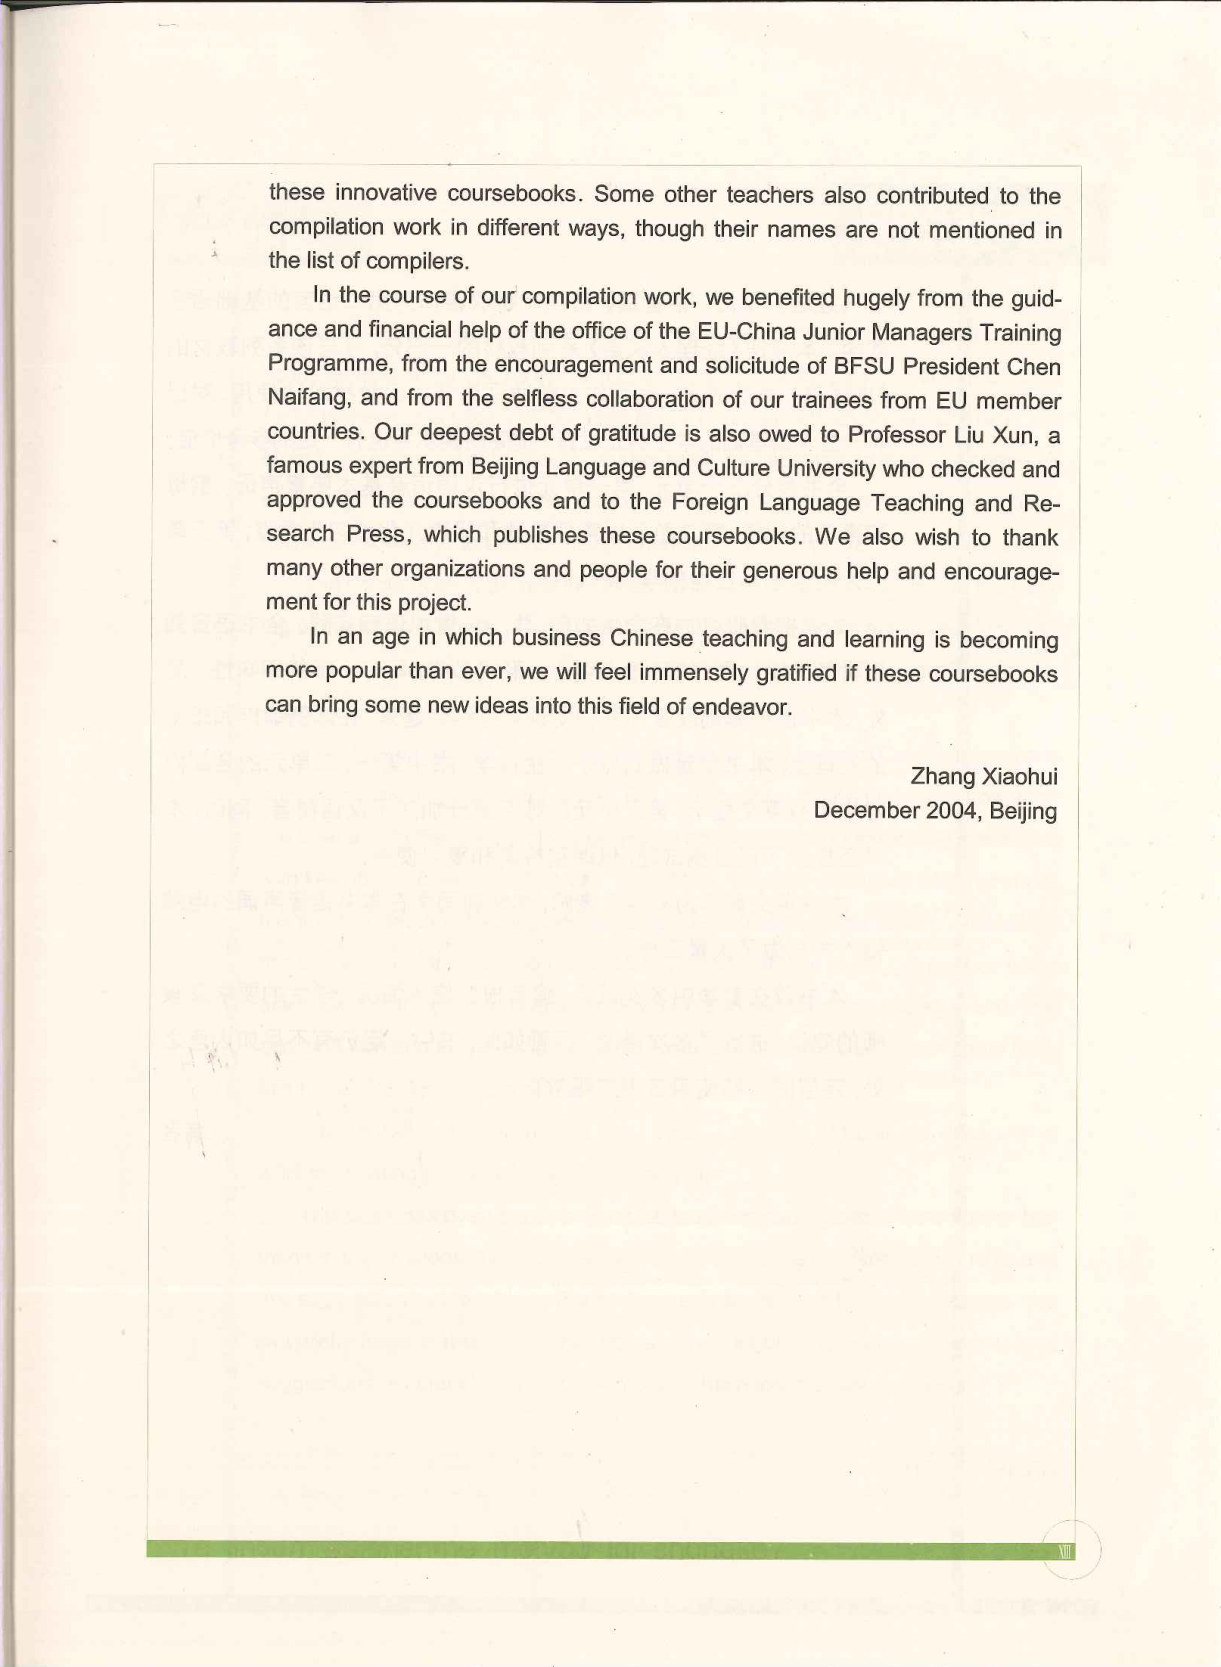 these innovative coursebooks. Some other teachers also contributed to the
compilation work in different ways, though their names are not mentioned in
the list of compilers.
In the course of our compilation work, we benefited hugely from the guid-
ance and financial help of the office of the EU-China Junior Managers Training
Programme, from the encouragement and solicitude of BFSU President Chen
Naifang, and from the selfless collaboration of our trainees from EU member
countries. Our deepest debt of gratitude is also owed to Professor Liu Xun, a
famous expert from Beijing Language and Culture University who checked and
approved the coursebooks and to the Foreign Language Teaching and Re-
search Press, which publishes these coursebooks. We also wish to thank
many other organizations and people for their generous help and encourage-
ment for this project.
In an age in which business Chinese teaching and learning is becoming
more popular than ever, we will feel immensely gratified if these coursebooks
can bring some new ideas into this field of endeavor.
Zhang Xiaohui
December 2004, Beijing
XIII